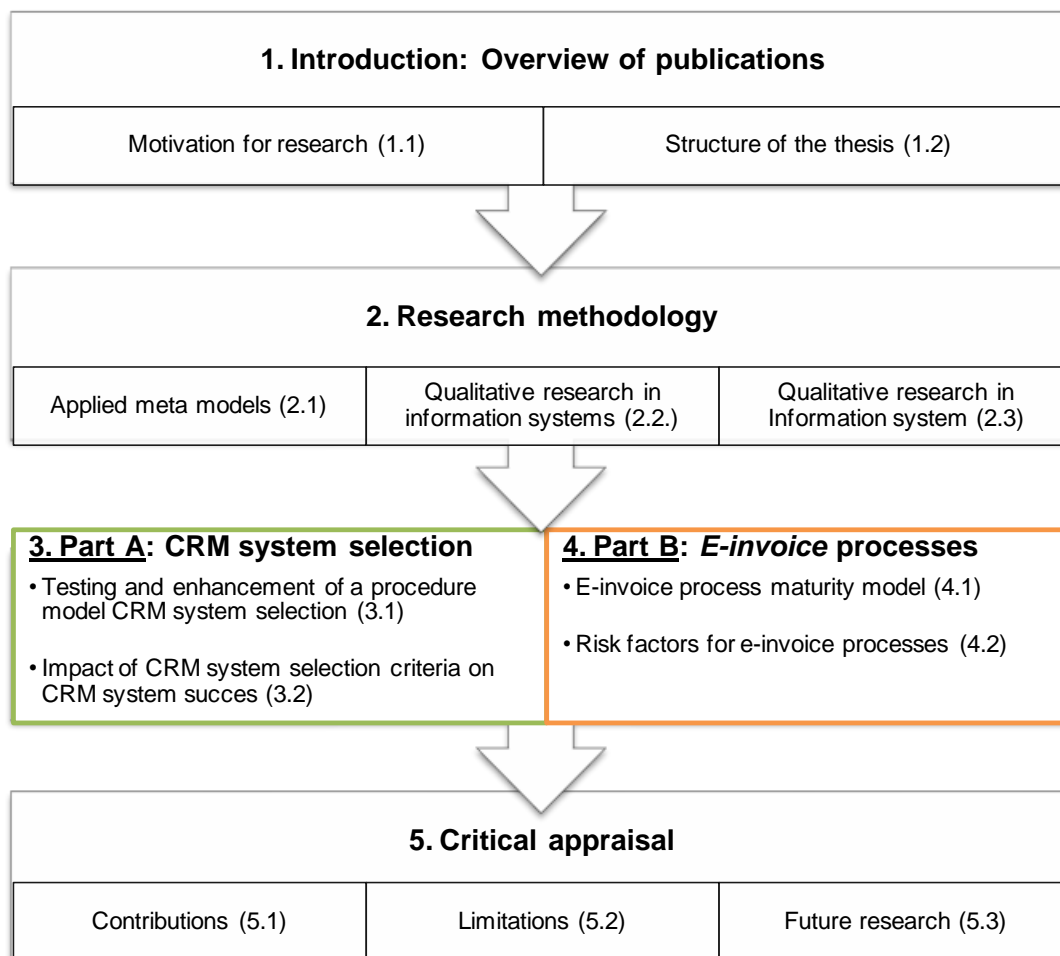 1. Introduction: Overview of publications
Motivation for research (1.1)
Structure of the thesis (1.2)
2. Research methodology
Applied meta models (2.1)
Qualitative research in
information systems (2.2.)
Qualitative research in
Information system (2.3)
3. Part A: CRM system selection
• Testing and enhancement of a procedure
model CRM system selection (3.1)
• Impact of CRM system selection criteria on
CRM system succes (3.2)
4. Part B: E-invoice processes
• E-invoice process maturity model (4.1)
• Risk factors for e-invoice processes (4.2)
5. Critical appraisal
Contributions (5.1)
Limitations (5.2)
Future research (5.3)